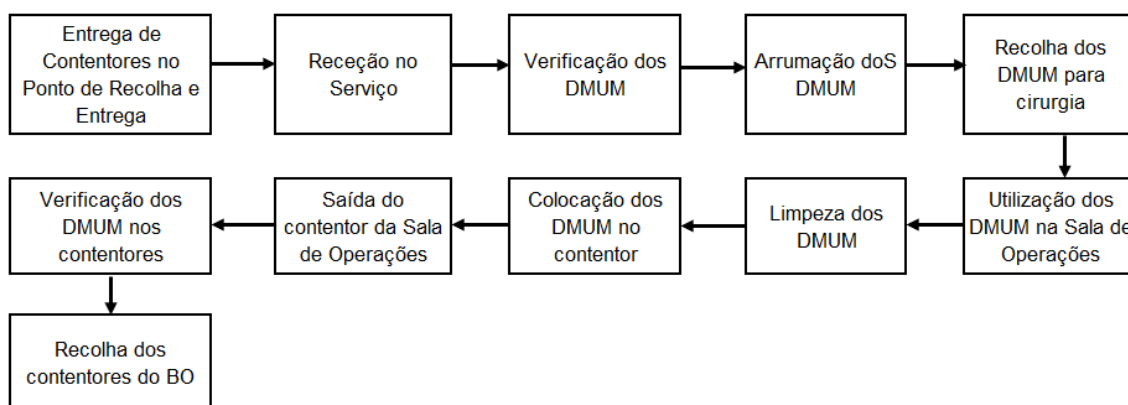 Entrega de
Contentores no
Ponto de Recolha e
Entrega
Receção no
Serviço
Verificação dos
DMUM
Arrumação doS
DMUM
Recolha dos
DMUM para
cirurgia
Utilização dos
DMUM na Sala de
Operações
Limpeza dos
DMUM
Colocação dos
DMUM no
contentor
Saída do
contentor da Sala
de Operações
Verificação dos
DMUM nos
contentores
Recolha dos
contentores do BO